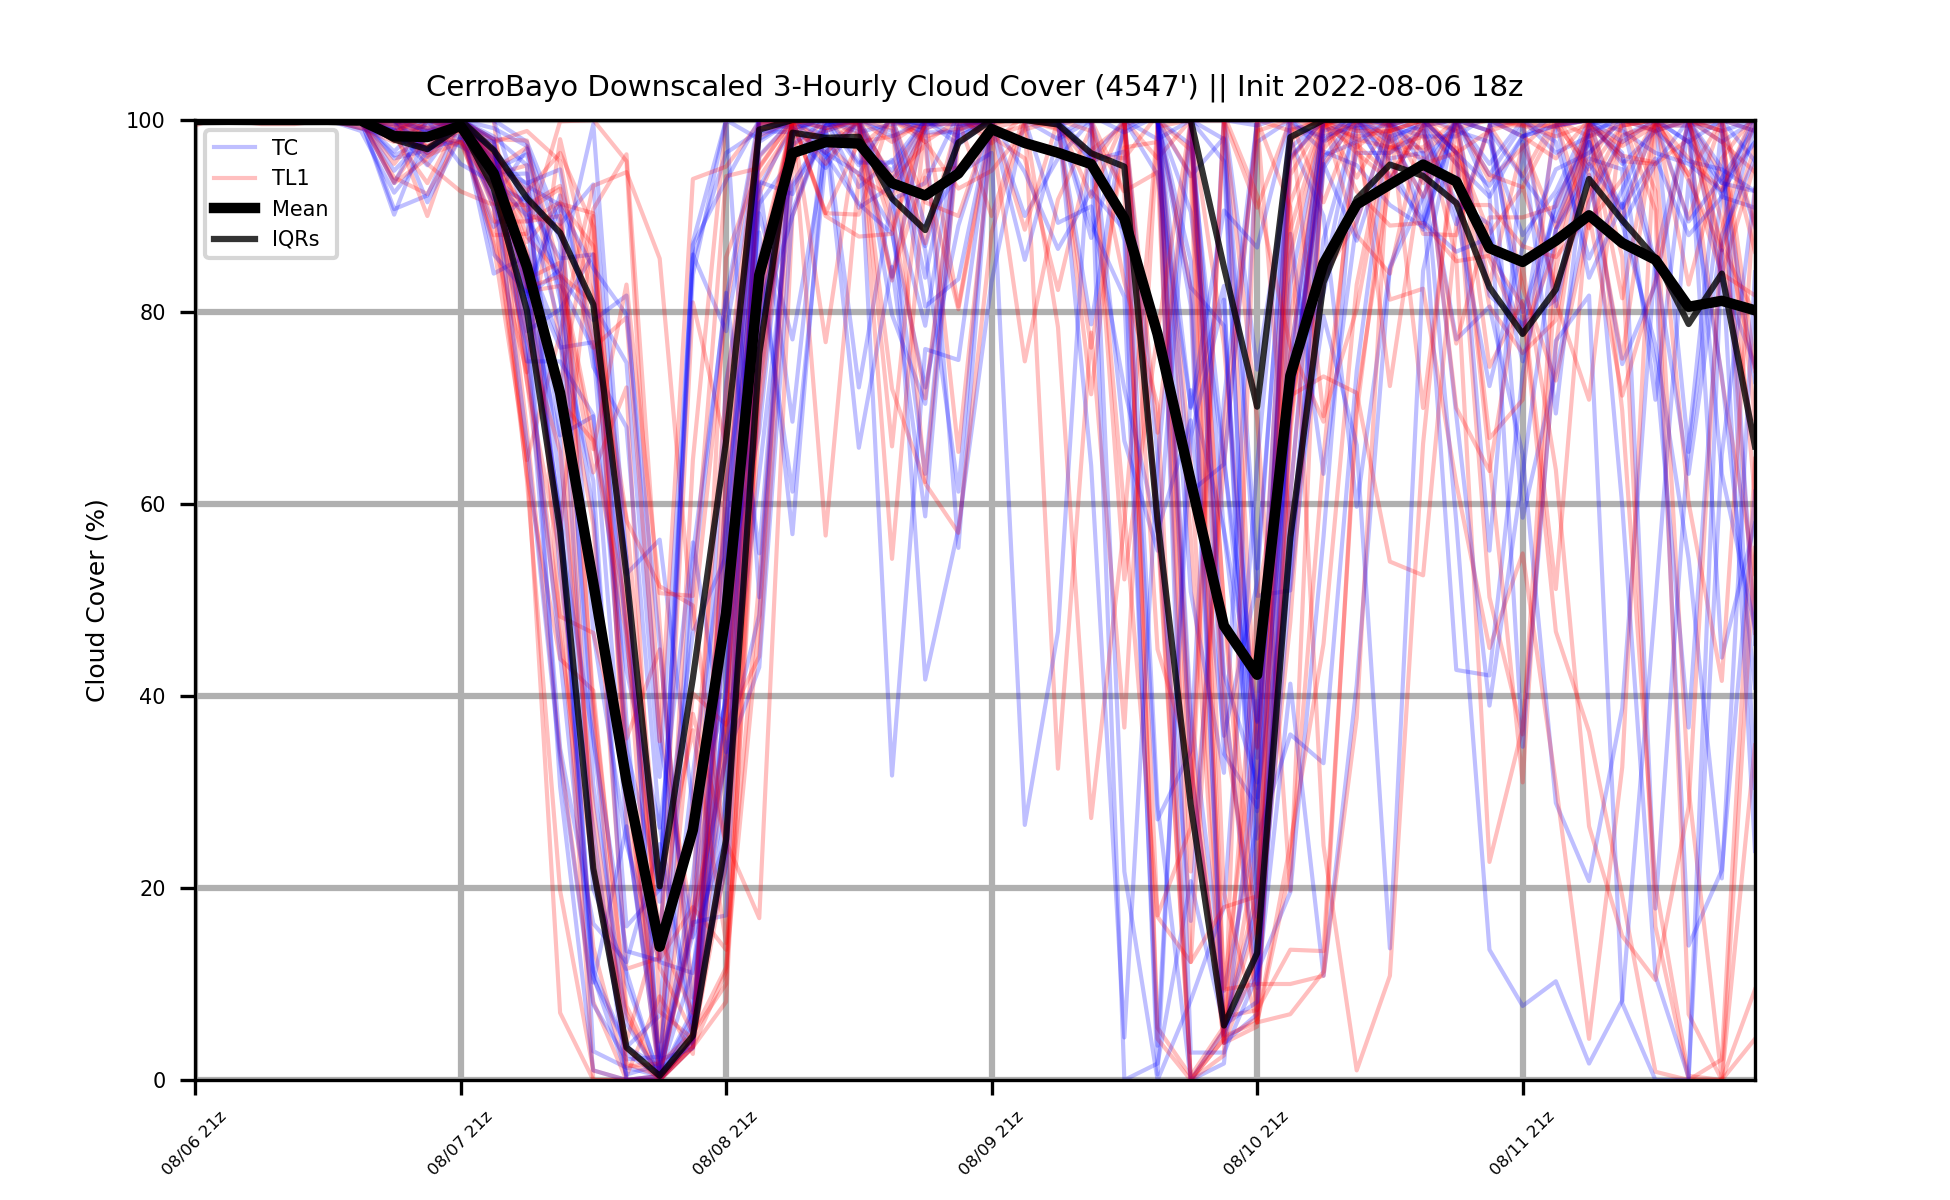 CerroBayo Downscaled 3-Hourly Cloud Cover (4547') || Init 2022-08-06 18z
Cloud Cover (%)
100
80
60
40
20
0
TC
TL1
Mean
IQRs
08/06 21z
08/07 21z
08/08 21z
08/09 21z
08/10 21z
08/11 21z